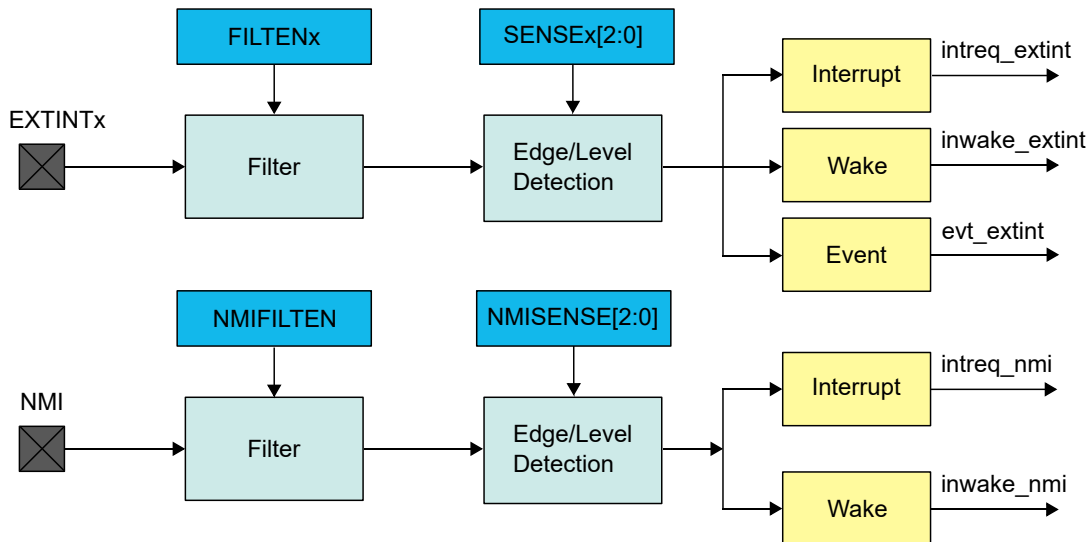 FILTENx
SENSEx[2:0]
EXTINTx
Filter
Edge/Level
Detection
Interrupt
intreq_extint
Wake
inwake_extint
Event
evt_extint
NMIFILTEN
NMISENSE[2:0]
NMI
Filter
Edge/Level
Detection
Interrupt
intreq_nmi
Wake
inwake_nmi